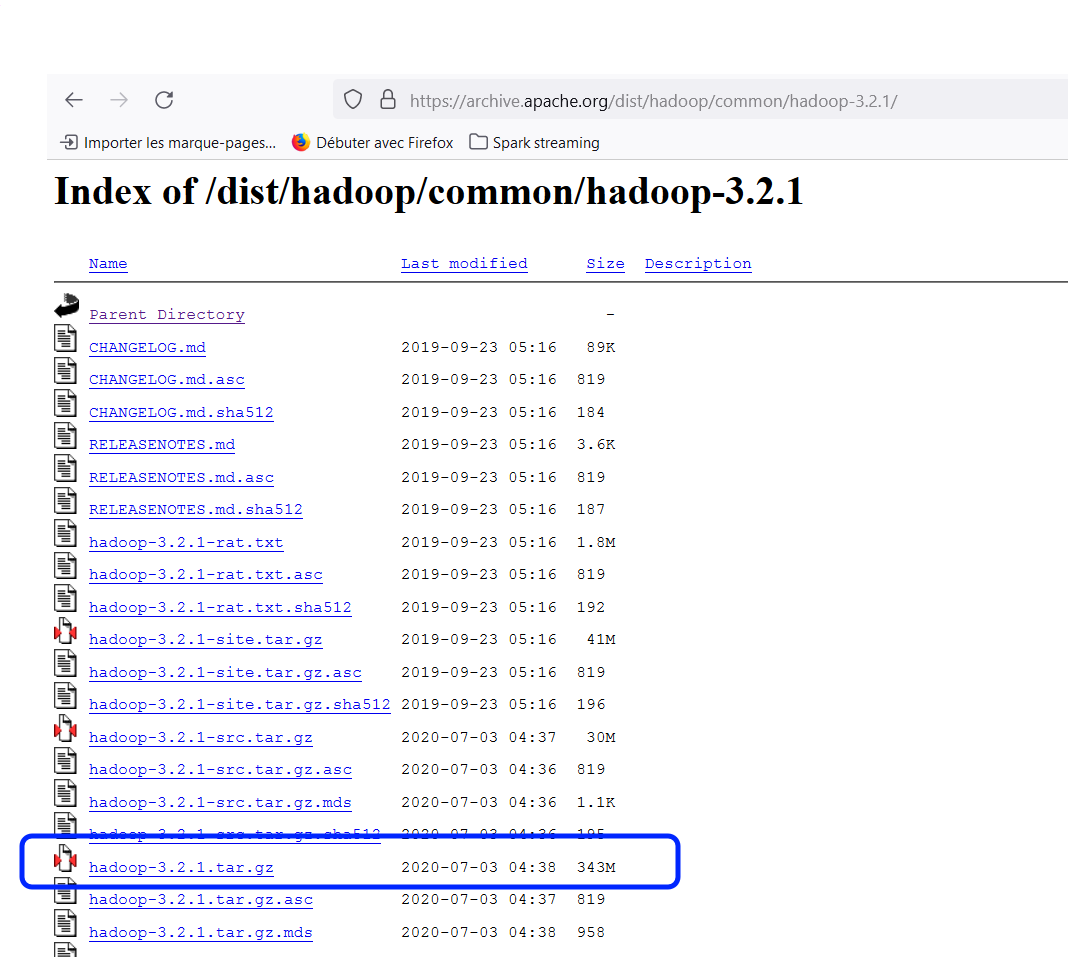 https://archive.apache.org/dist/hadoop/common/hadoop-3.2.1/
Importer les marque-pages... Débuter avec Firefox Spark streaming
Index of /dist/hadoop/common/hadoop-3.2.1
Name Last modified Size Description
Parent Directory -
CHANGELOG.md 2019-09-23 05:16 89K
CHANGELOG.md.asc 2019-09-23 05:16 819
CHANGELOG.md.sha512 2019-09-23 05:16 184
RELEASENOTES.md 2019-09-23 05:16 3.6K
RELEASENOTES.md.asc 2019-09-23 05:16 819
RELEASENOTES.md.sha512 2019-09-23 05:16 187
hadoop-3.2.1-rat.txt 2019-09-23 05:16 1.8M
hadoop-3.2.1-rat.txt.asc 2019-09-23 05:16 819
hadoop-3.2.1-rat.txt.sha512 2019-09-23 05:16 192
hadoop-3.2.1-site.tar.gz 2019-09-23 05:16 41M
hadoop-3.2.1-site.tar.gz.asc 2019-09-23 05:16 819
hadoop-3.2.1-site.tar.gz.sha512 2019-09-23 05:16 196
hadoop-3.2.1-src.tar.gz 2020-07-03 04:37 30M
hadoop-3.2.1-src.tar.gz.asc 2020-07-03 04:36 819
hadoop-3.2.1-src.tar.gz.mds 2020-07-03 04:36 1.1K
hadoop-3.2.1-src.tar.gz.sha512 2020-07-03 04:36 195
hadoop-3.2.1.tar.gz 2020-07-03 04:38 343M
hadoop-3.2.1.tar.gz.asc 2020-07-03 04:37 819
hadoop-3.2.1.tar.gz.mds 2020-07-03 04:38 958